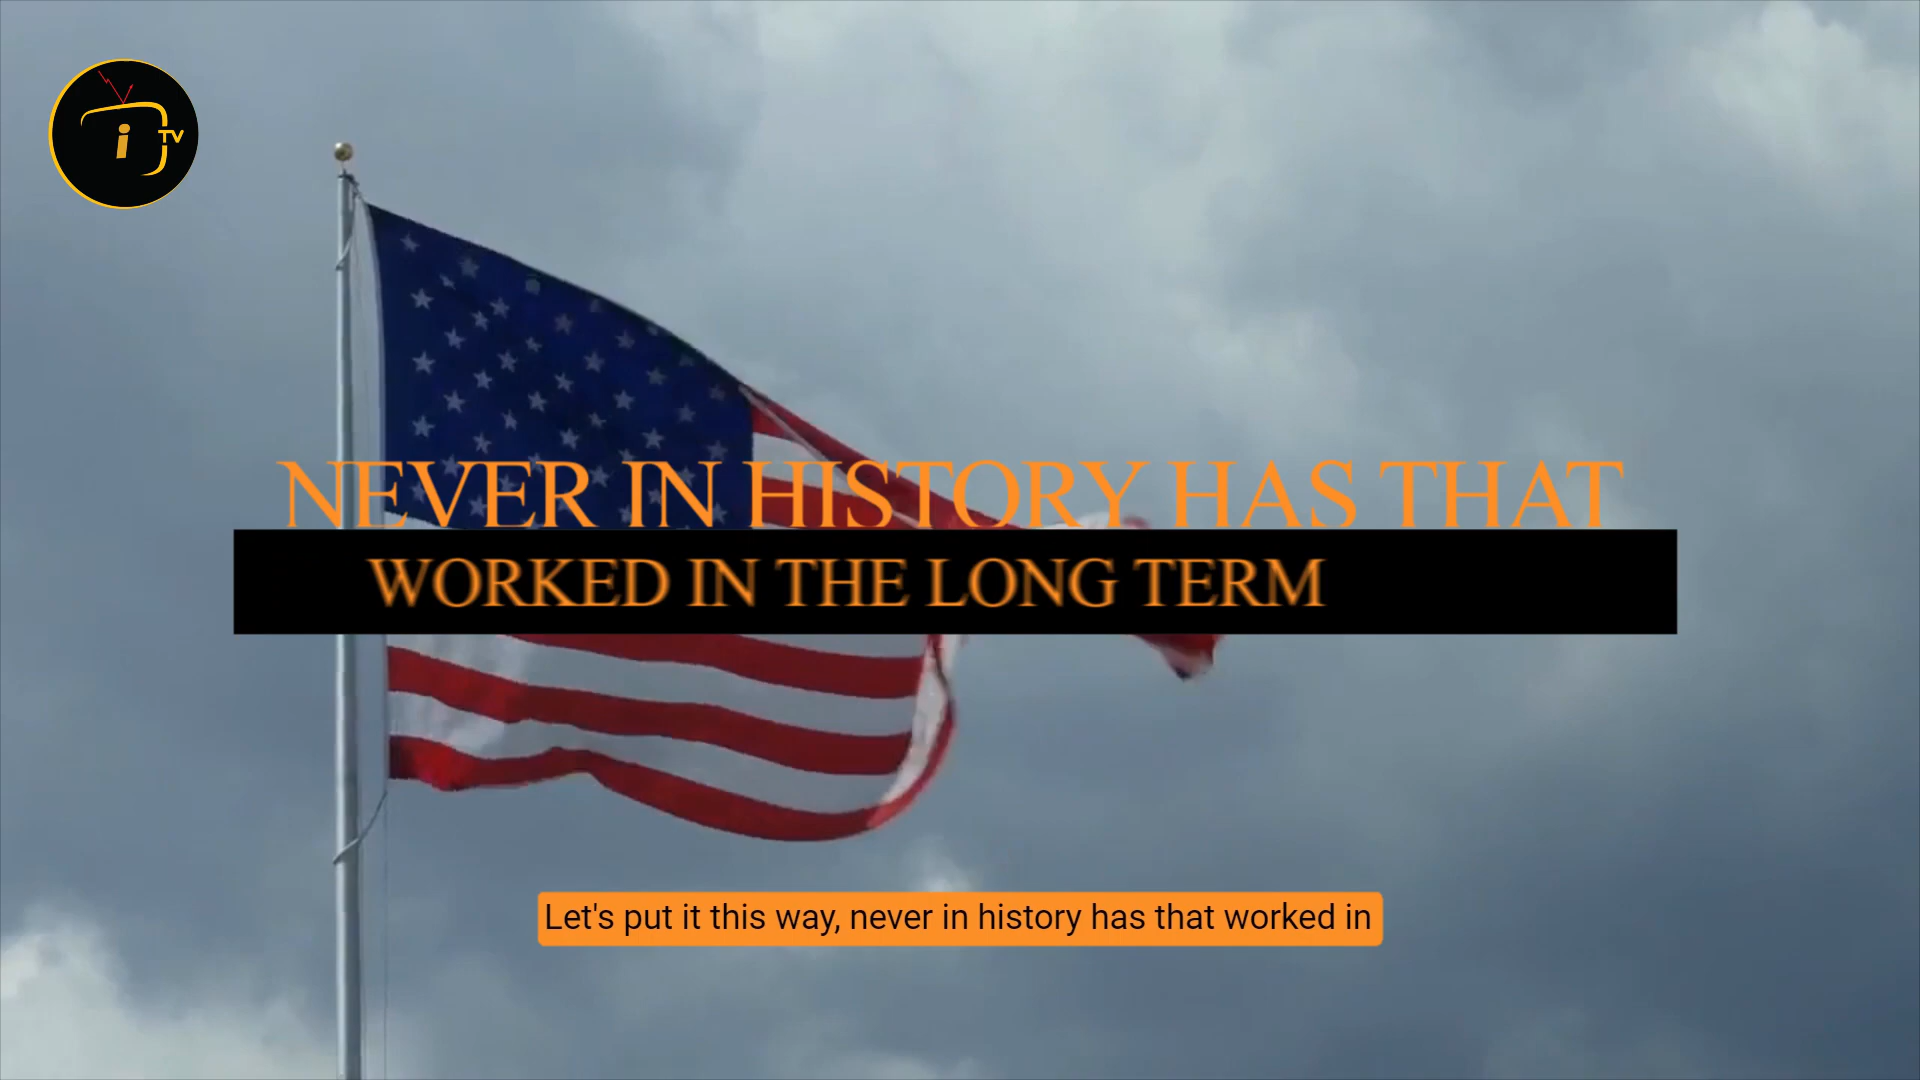 i TV
NEVER IN HISTORY HAS THAT
WORKED IN THE LONG TERM
Let's put it this way, never in history has that worked in